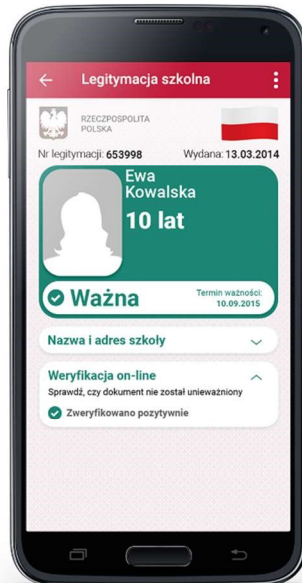 Legitymacja szkolna
RZECZPOSPOLITA
POLSKA
Nr legitymacji: 653998 Wydana: 13.03.2014
Ewa
Kowalska
10 lat
Ważna
Termin ważności:
10.09.2015
Nazwa i adres szkoły
Weryfikacja on-line
Sprawdź, czy dokument nie został unieważniony
Zweryfikowano pozytywnie